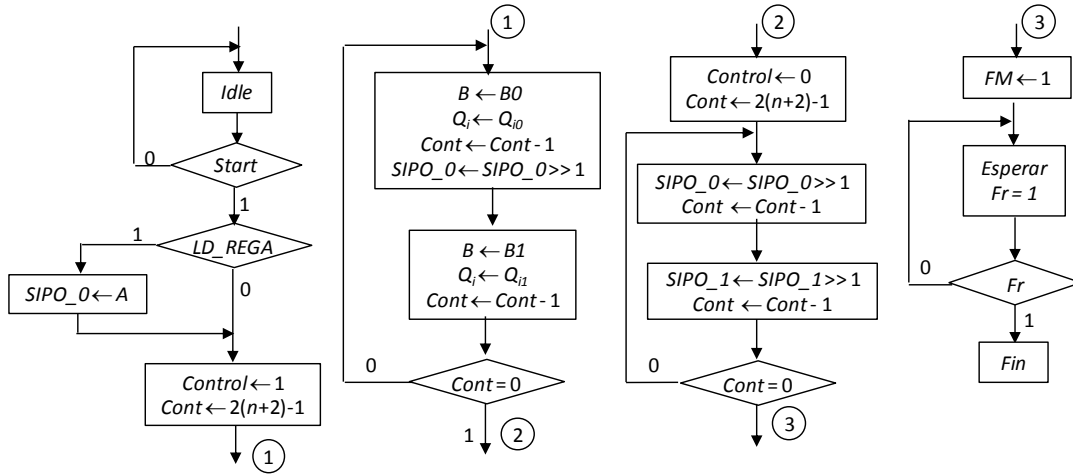 Idle
Start
0
1
LD_REGA
1
0
SIPO_0 ← A
Control ← 1
Cont ← 2(n+2)-1
1
1
B ← B0
Qi ← Qi0
Cont ← Cont - 1
SIPO_0 ← SIPO_0 >> 1
B ← B1
Qi ← Qi1
Cont ← Cont - 1
0
Cont = 0
1
2
2
Control ← 0
Cont ← 2(n+2)-1
SIPO_0 ← SIPO_0 >> 1
Cont ← Cont - 1
SIPO_1 ← SIPO_1 >> 1
Cont ← Cont - 1
0
Cont = 0
3
3
FM ← 1
Esperar
Fr = 1
0
Fr
1
Fin